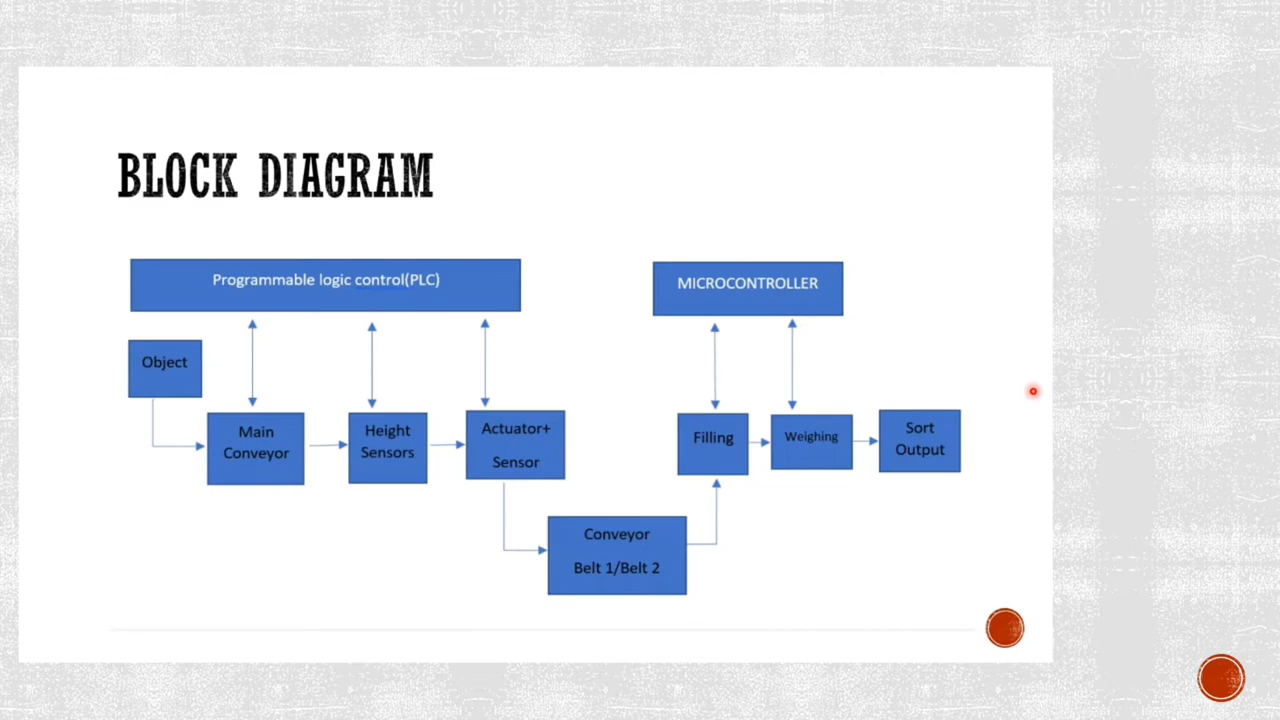 BLOCK DIAGRAM
Programmable logic control(PLC)
MICROCONTROLLER
Object
Main
Conveyor
Height
Sensors
Actuator+
Sensor
Filling
Weighing
Sort
Output
Conveyor
Belt 1/Belt 2